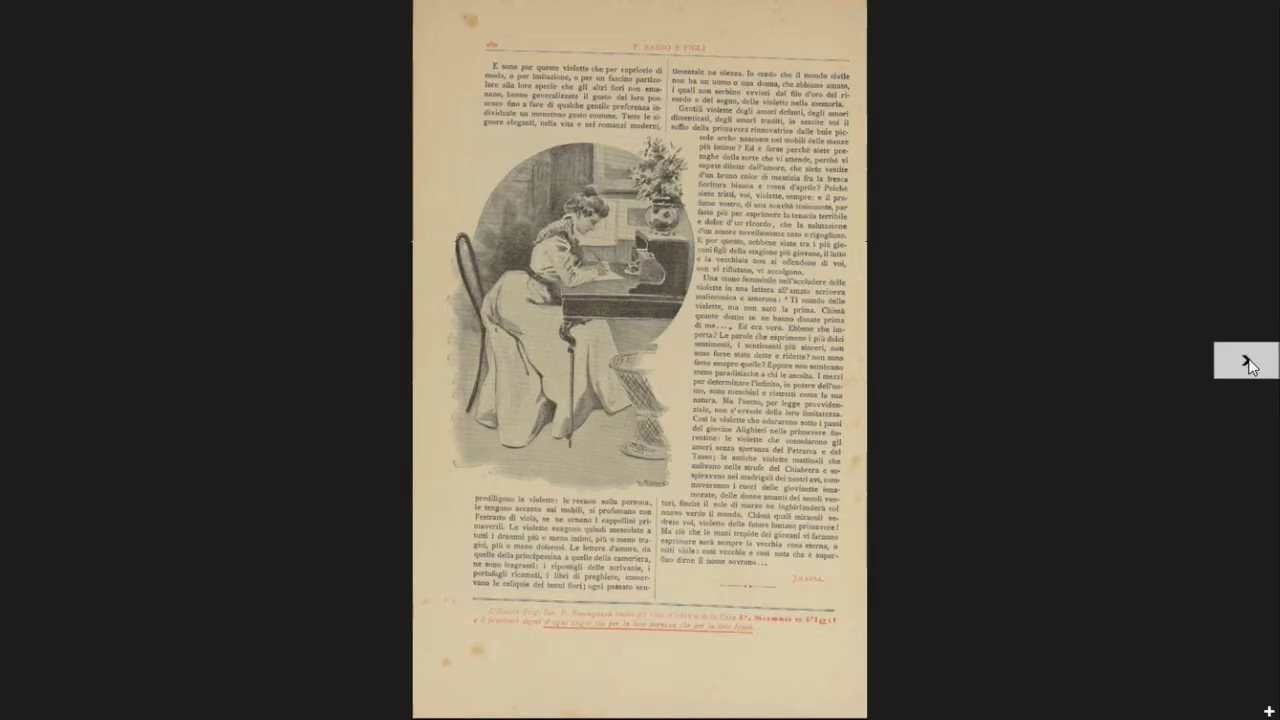 P. SASSO E FIGLI
E sono pur queste violette che per capriccio di
moda, o per imitazione, o per un fascino partico-
lare alla loro specie che gli altri fiori non ema-
nano, hanno generalizzato il gusto del loro pos-
sesso fino a fare di qualche gentile preferenza in-
dividuale un monotono gusto comune. Tutte le si-
gnore eleganti, nella vita e nei romanzi moderni,
prediligono le violette: le recano sulla persona,
le tengono accanto sui mobili, si profumano con
l'estratto di viola, se ne ornano i cappellini pri-
maverili. Le violette vengono quindi mescolate a
tutti i drammi più o meno intimi, più o meno tra-
gici, più o meno dolorosi. Le lettere d'amore, da
quelle della principessina a quelle della cameriera,
ne sono fragranti: i ripostigli delle scrivanie, i
portafogli ricamati, i libri di preghiere, conser-
vano le reliquie dei tenui fiori; ogni passato sen-
timentale ne olezza. Io credo che il mondo civile
non ha un uomo o una donna, che abbiano amato,
i quali non serbino avvinti dal filo d'oro del ri-
cordo o del sogno, delle violette nella memoria.
Gentili violette degli amori defunti, degli amori
dimenticati, degli amori traditi, io sentite voi il
soffio della primavera rinnovatrice dalle buie pic-
cole arche nascoste nei mobili delle stanze
più intime? Ed è forse perchè siete pre-
saghe della sorte che vi attende, perchè vi
sapete dilette dall'amore, che siete vestite
d'un bruno color di mestizia fra la fresca
fioritura bianca e rosea d'aprile? Poichè
siete tristi, voi, violette, sempre: e il pro-
fumo vostro, di una soavità insinuante, par
fatto più per esprimere la tenacia terribile
e dolce d'un ricordo, che la salutazione
d'un amore novellamente nato o rigoglioso.
E per questo, sebbene siate tra i più gio-
vani figli della stagione più giovane, il lutto
e la vecchiaia non si offendono di voi,
non vi rifiutano, vi accolgono.
Una mano femminile nell'accludere delle
violette in una lettera all'amato scriveva
malinconica e amorosa: "Ti mando delle
violette, ma non sarò la prima. Chissà
quante donne te ne hanno donate prima
di me...„ Ed era vero. Ebbene che im-
porta? Le parole che esprimono i più dolci
sentimenti, i sentimenti più sinceri, non
sono forse state dette e ridette? non sono
forse sempre quelle? Eppure non sembrano
meno paradisiache a chi le ascolta. I mezzi
per determinare l'infinito, in potere dell'uo-
mo, sono meschini e ristretti come la sua
natura. Ma l'uomo, per legge provviden-
ziale, non s'avvede della loro limitatezza.
Così le violette che odorarono sotto i passi
del giovine Alighieri nelle primavere fio-
rentine: le violette che consolarono gli
amori senza speranza del Petrarca e del
Tasso; le antiche violette mattinali che
aulivano nelle strofe del Chiabrera e so-
spiravano nei madrigali dei nostri avi, com-
moveranno i cuori delle giovinette inna-
morate, delle donne amanti dei secoli ven-
turi, finchè il sole di marzo ne inghirlanderà col
nuovo verde il mondo. Chissà quali miracoli ve-
drete voi, violette delle future lontane primavere!
Ma ciò che le mani trepide dei giovani vi faranno
esprimere sarà sempre la vecchia cosa eterna, o
miti viole: così vecchia e così nota che è super-
fluo dirne il nome sovrano...
JOLANDA.
P. Sasso e Figli
d'ogni elogio sia per la loro purezza che per la loro bontà.